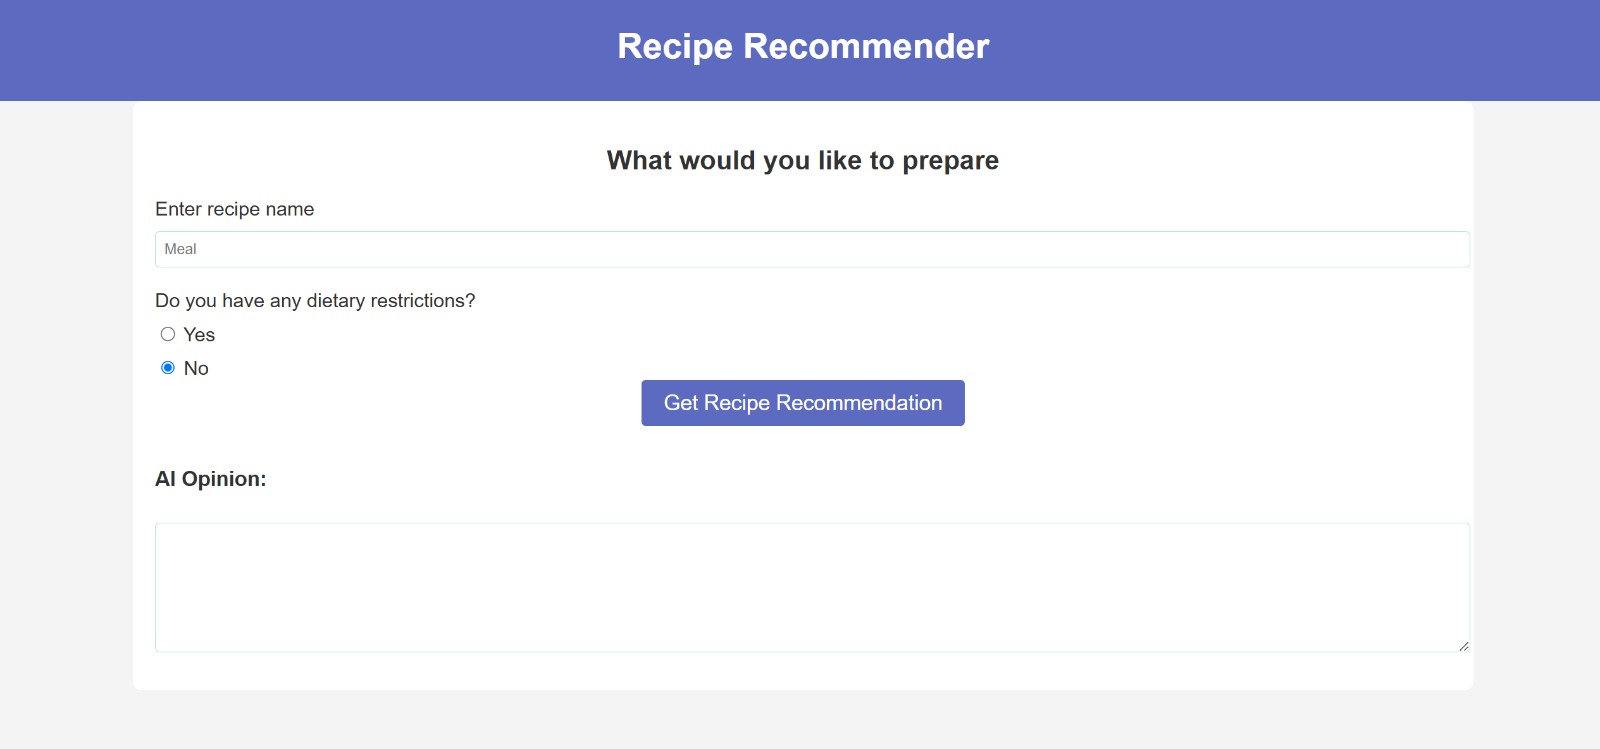 Recipe Recommender
What would you like to prepare
Enter recipe name
Meal
Do you have any dietary restrictions?
Yes
No
Get Recipe Recommendation
AI Opinion: